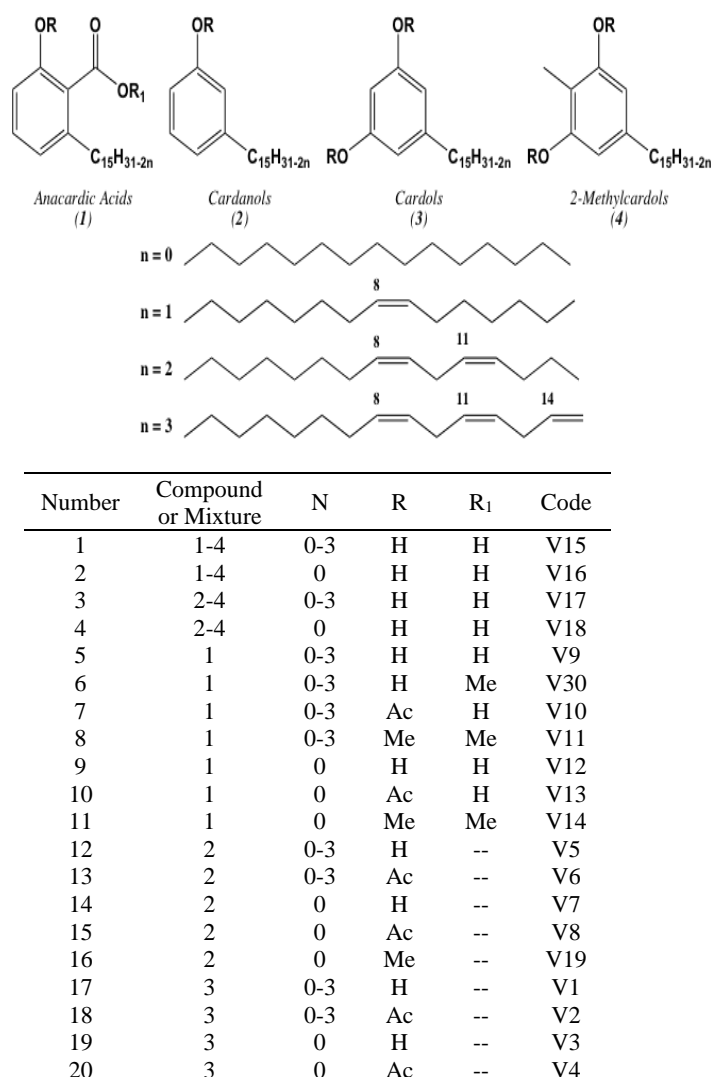 OR O OR OR OR
OR₁
C₁₅H₃₁₋₂ₙ C₁₅H₃₁₋₂ₙ RO C₁₅H₃₁₋₂ₙ RO C₁₅H₃₁₋₂ₙ
Anacardic Acids Cardanols Cardols 2-Methylcardols
(1) (2) (3) (4)
n = 0
8
n = 1
8 11
n = 2
8 11 14
n = 3
Number Compound or Mixture N R R₁ Code
1 1-4 0-3 H H V15
2 1-4 0 H H V16
3 2-4 0-3 H H V17
4 2-4 0 H H V18
5 1 0-3 H H V9
6 1 0-3 H Me V30
7 1 0-3 Ac H V10
8 1 0-3 Me Me V11
9 1 0 H H V12
10 1 0 Ac H V13
11 1 0 Me Me V14
12 2 0-3 H -- V5
13 2 0-3 Ac -- V6
14 2 0 H -- V7
15 2 0 Ac -- V8
16 2 0 Me -- V19
17 3 0-3 H -- V1
18 3 0-3 Ac -- V2
19 3 0 H -- V3
20 3 0 Ac -- V4